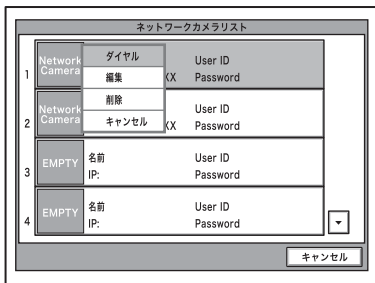 ネットワークカメラリスト
1
Network
Camera
ダイヤル
編集
削除
キャンセル
XX
User ID
Password
2
Network
Camera
XX
User ID
Password
3
EMPTY
名前
IP:
User ID
Password
4
EMPTY
名前
IP:
User ID
Password
キャンセル